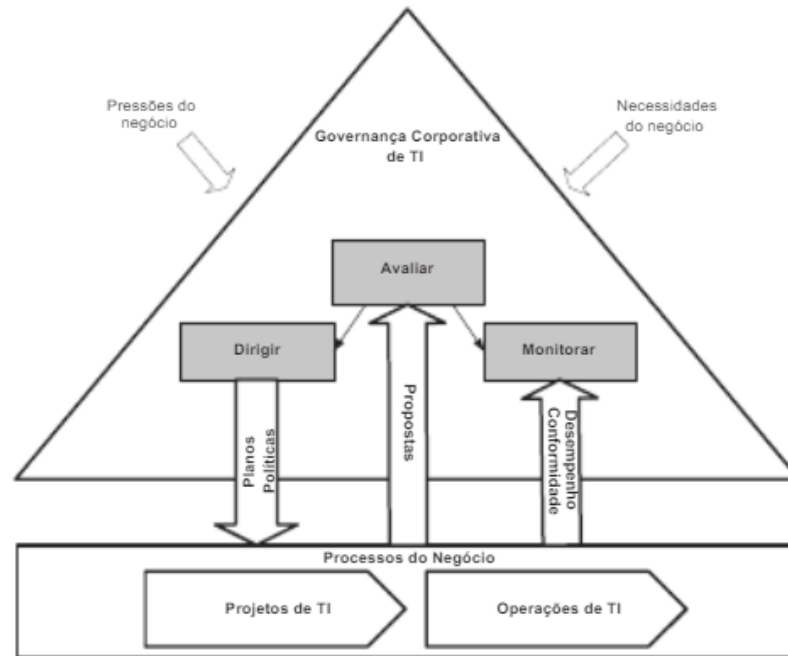 Pressões do
negócio
Necessidades
do negócio
Governança Corporativa
de TI
Avaliar
Dirigir
Monitorar
Planos
Políticas
Propostas
Desempenho
Conformidade
Processos do Negócio
Projetos de TI
Operações de TI